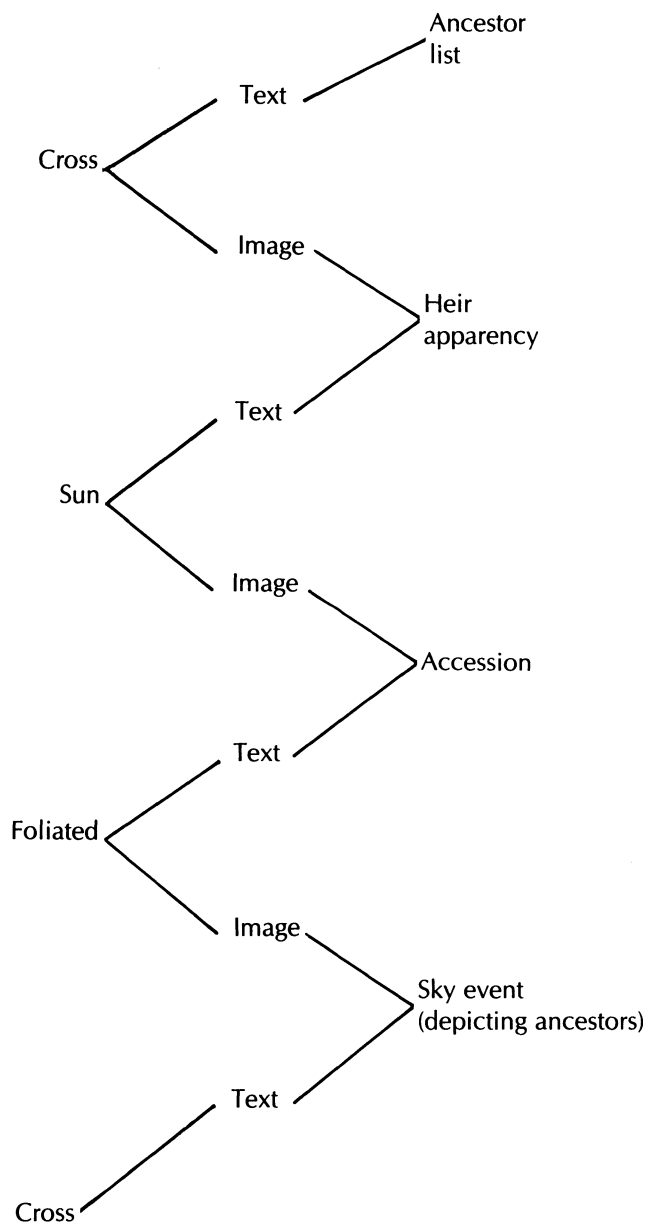 Ancestor
list
Text
Cross
Image
Heir
apparency
Text
Sun
Image
Accession
Text
Foliated
Image
Sky event
(depicting ancestors)
Text
Cross